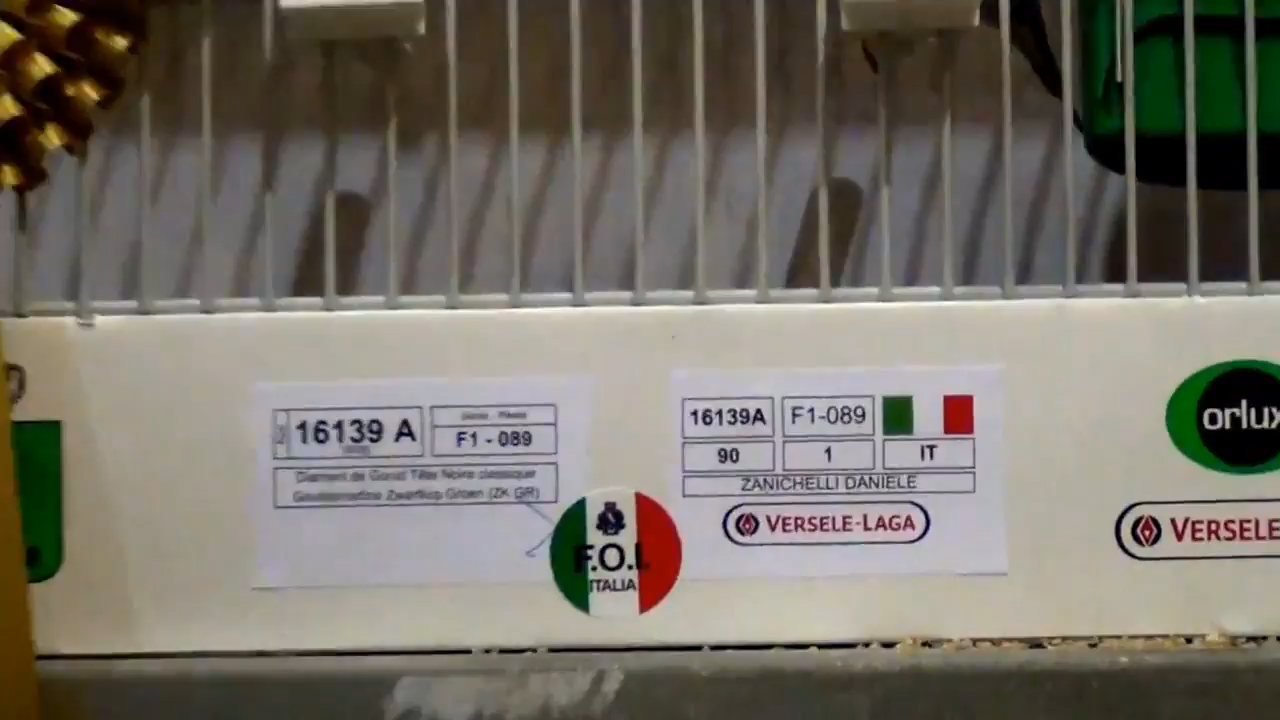 16139 A
F1 - 089
Diamant de Gould Tête Noire classique
Gouldamadine Zwartkop Groen (ZK GR)
16139A F1-089
90 1 IT
ZANICHELLI DANIELE
VERSELE-LAGA
F.O.I.
ITALIA
orlux
VERSELE